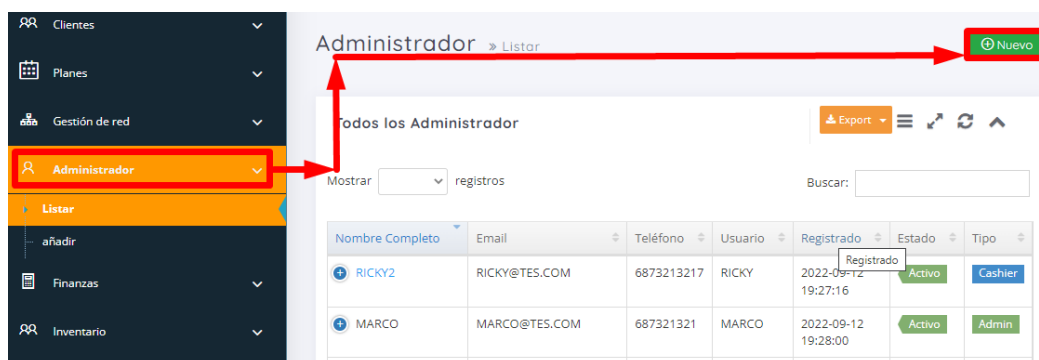 Clientes
Planes
Gestión de red
Administrador
Listar
añadir
Finanzas
Inventario
Administrador » Listar
Nuevo
Todos los Administrador
Export
Mostrar registros
Buscar:
Nombre Completo Email Teléfono Usuario Registrado Estado Tipo
Registrado
RICKY2 RICKY@TES.COM 6873213217 RICKY 2022-09-12 Activo Cashier
19:27:16
MARCO MARCO@TES.COM 687321321 MARCO 2022-09-12 Activo Admin
19:28:00